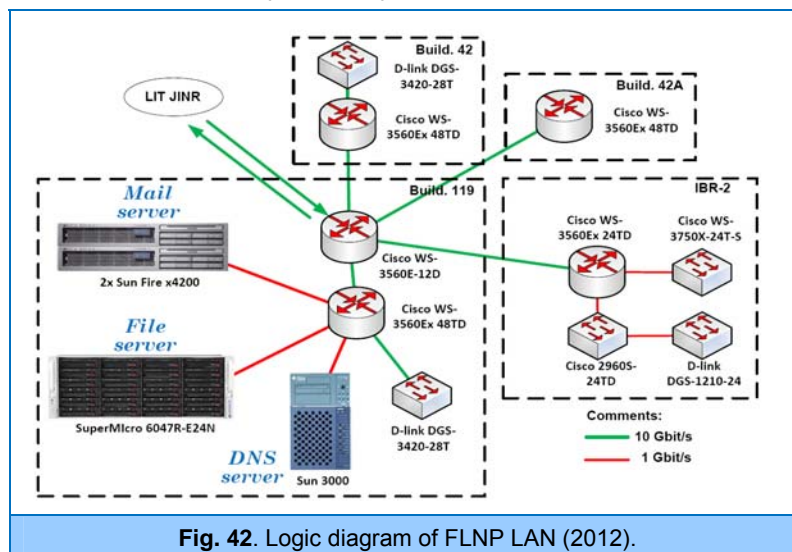 Build. 42
D-link DGS-
3420-28T
Cisco WS-
3560Ex 48TD
Build. 42A
Cisco WS-
3560Ex 48TD
LIT JINR
Build. 119
Mail
server
2x Sun Fire x4200
Cisco WS-
3560E-12D
Cisco WS-
3560Ex 48TD
File
server
SuperMIcro 6047R-E24N
DNS
server
Sun 3000
D-link DGS-
3420-28T
IBR-2
Cisco WS-
3560Ex 24TD
Cisco WS-
3750X-24T-S
Cisco 2960S-
24TD
D-link
DGS-1210-24
Comments:
10 Gbit/s
1 Gbit/s
Fig. 42. Logic diagram of FLNP LAN (2012).